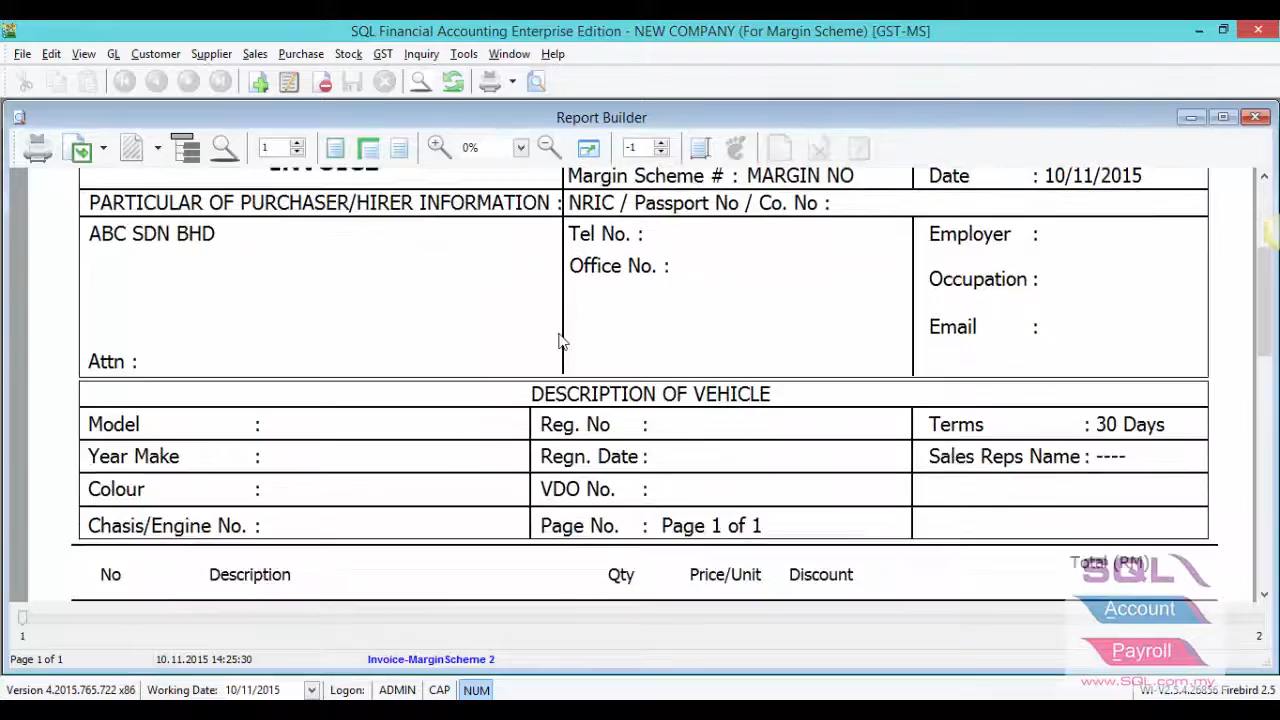 SQL Financial Accounting Enterprise Edition - NEW COMPANY (For Margin Scheme) [GST-MS]
File Edit View GL Customer Supplier Sales Purchase Stock GST Inquiry Tools Window Help
Report Builder
1 0% -1
INVOICE Margin Scheme # : MARGIN NO Date : 10/11/2015
PARTICULAR OF PURCHASER/HIRER INFORMATION : NRIC / Passport No / Co. No :
ABC SDN BHD Tel No. : Employer :
Office No. : Occupation :
Email :
Attn :
DESCRIPTION OF VEHICLE
Model : Reg. No : Terms : 30 Days
Year Make : Regn. Date : Sales Reps Name : ----
Colour : VDO No. :
Chasis/Engine No. : Page No. : Page 1 of 1
No Description Qty Price/Unit Discount Total (RM)
SQL
Account
Payroll
www.SQL.com.my
1 2
Page 1 of 1 10.11.2015 14:25:30 Invoice-MarginScheme 2
Version 4.2015.765.722 x86 Working Date: 10/11/2015 Logon: ADMIN CAP NUM WI-V2.5.4.26856 Firebird 2.5